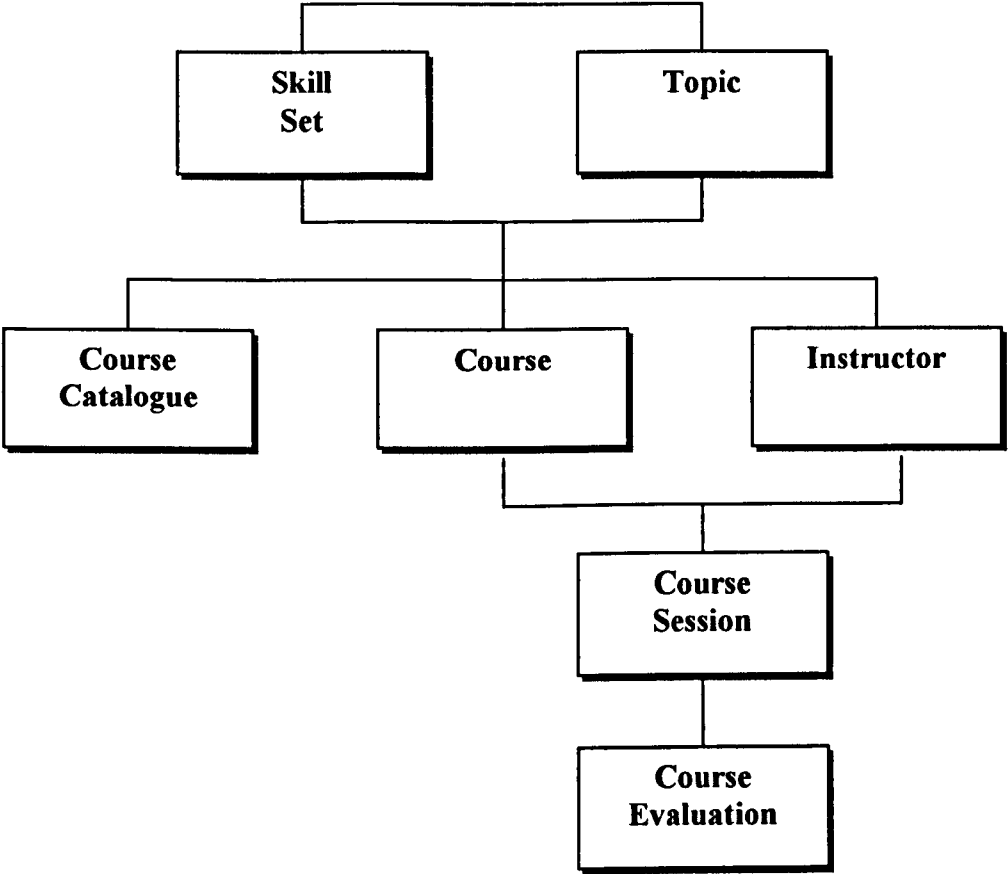 Skill
Set
Topic
Course
Catalogue
Course
Instructor
Course
Session
Course
Evaluation